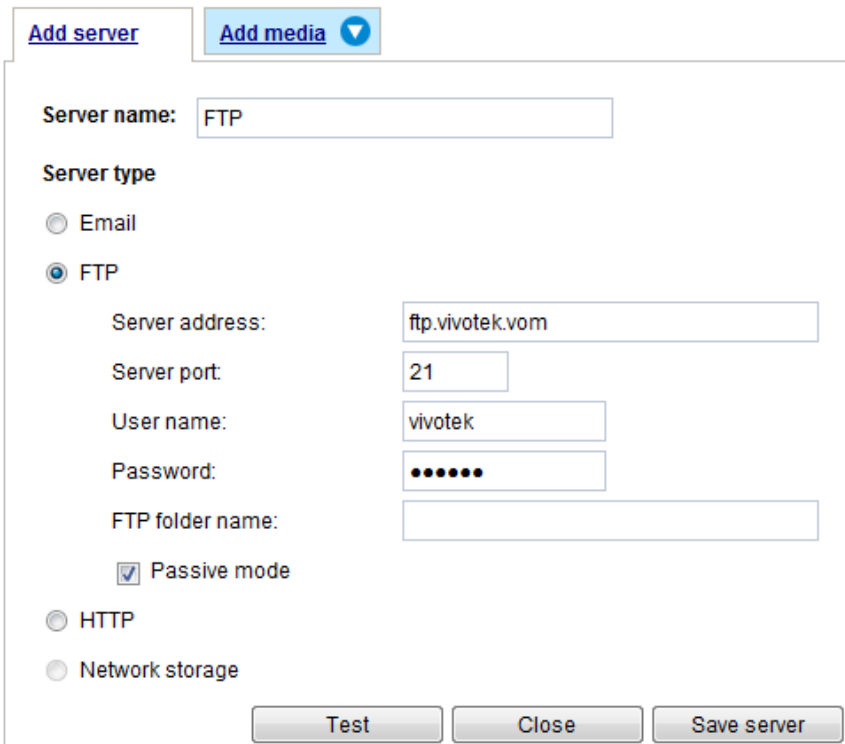 Add server Add media
Server name: FTP
Server type
Email
FTP
Server address: ftp.vivotek.vom
Server port: 21
User name: vivotek
Password: ●●●●●●
FTP folder name:
Passive mode
HTTP
Network storage
Test Close Save server